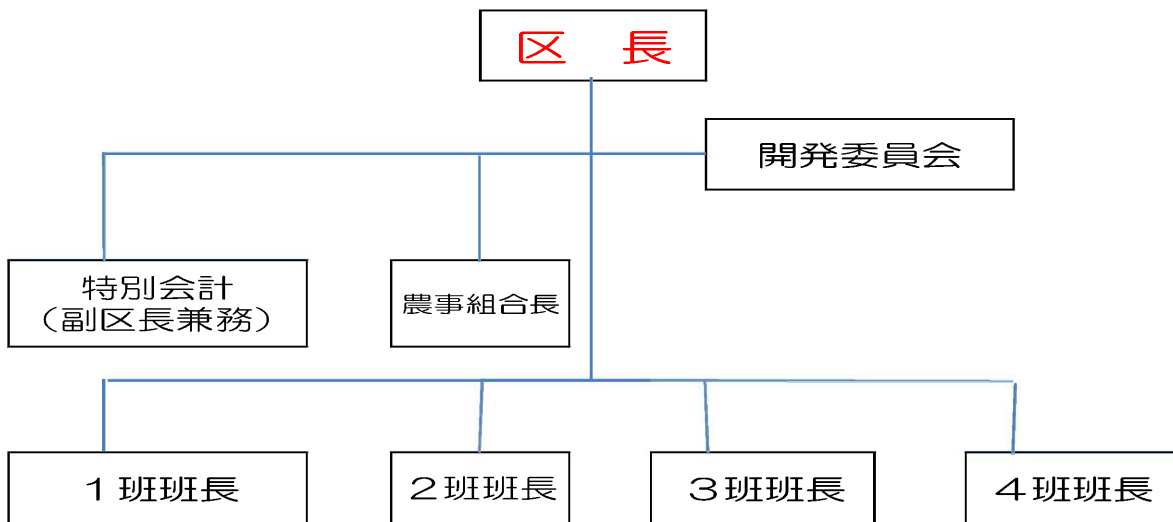 区　長
開発委員会
特別会計
（副区長兼務）
農事組合長
１班班長
２班班長
３班班長
４班班長